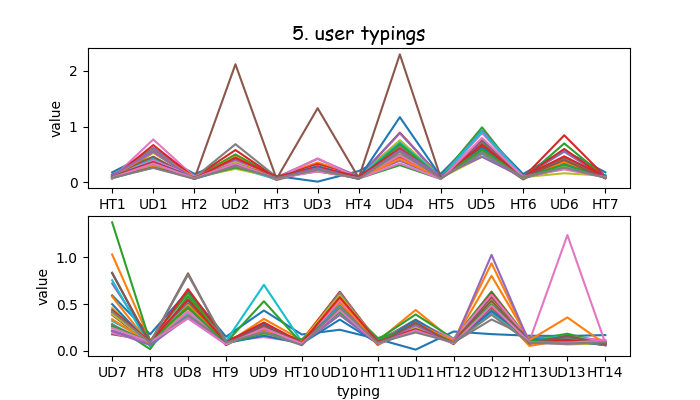 5. user typings
value
2
1
0
HT1 UD1 HT2 UD2 HT3 UD3 HT4 UD4 HT5 UD5 HT6 UD6 HT7
value
1.0
0.5
0.0
UD7 HT8 UD8 HT9 UD9 HT10 UD10 HT11 UD11 HT12 UD12 HT13 UD13 HT14
typing